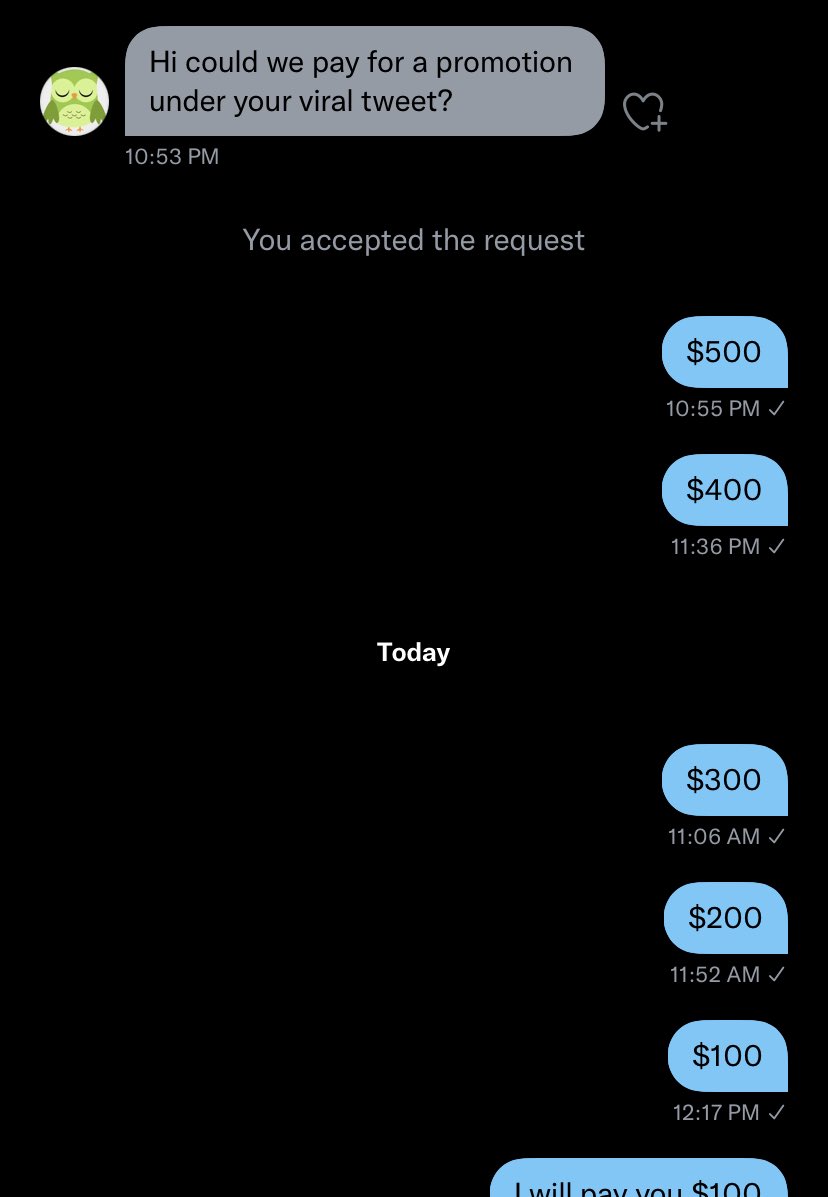 Hi could we pay for a promotion
under your viral tweet?
10:53 PM
You accepted the request
$500
10:55 PM ✓
$400
11:36 PM ✓
Today
$300
11:06 AM ✓
$200
11:52 AM ✓
$100
12:17 PM ✓
I will pay you $100